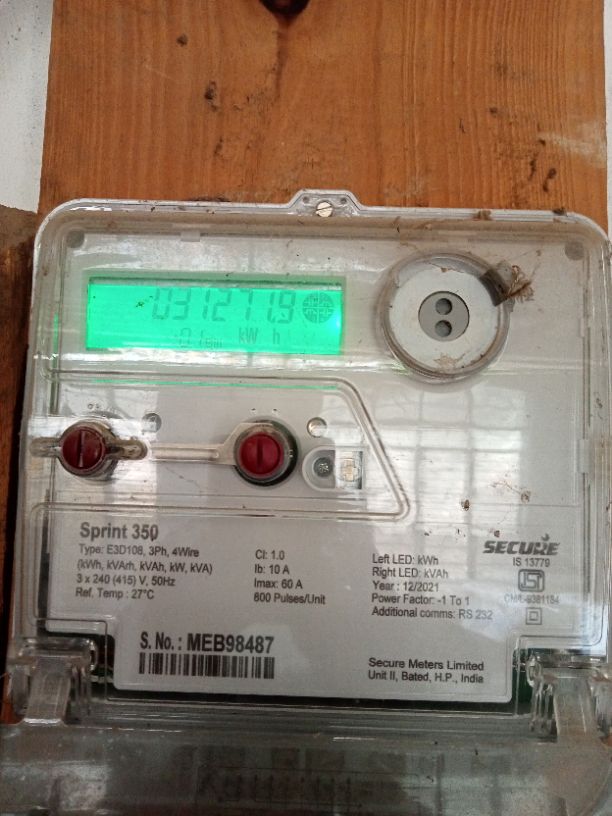 031271.9
kW h
Sprint 350
Type: E3D108, 3Ph, 4Wire
(kWh, kVArh, kVAh, kW, kVA)
3 x 240 (415) V, 50Hz
Ref. Temp : 27°C
Cl: 1.0
Ib: 10 A
Imax: 60 A
800 Pulses/Unit
Left LED: kWh
Right LED: kVAh
Year : 12/2021
Power Factor: -1 To 1
Additional comms: RS 232
SECURE
IS 13779
CM/L-9381184
S. No. : MEB98487
Secure Meters Limited
Unit II, Bated, H.P., India